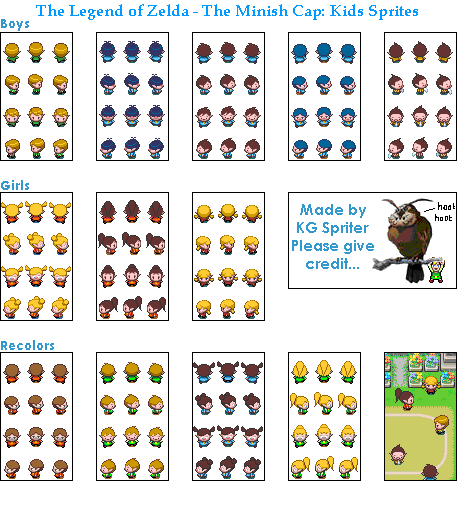 The Legend of Zelda - The Minish Cap: Kids Sprites
Boys
Girls
Made by
KG Spriter
Please give
credit...
hoot
hoot
Recolors